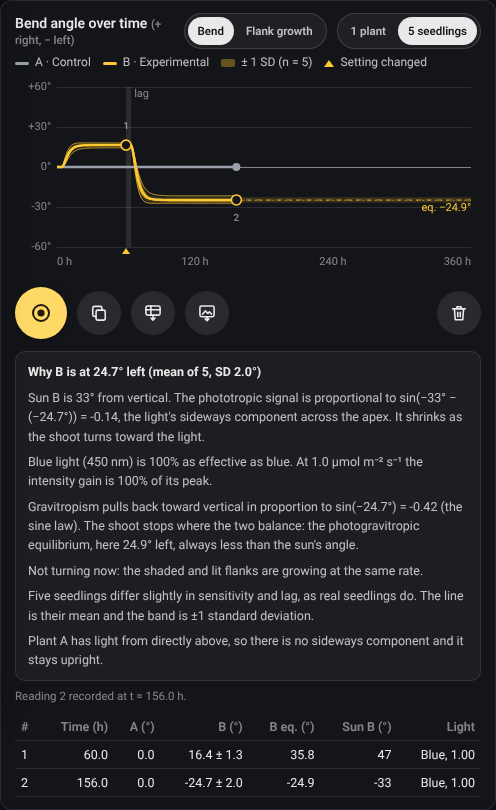 Bend angle over time (+
right, − left)
Bend
Flank growth
1 plant
5 seedlings
A · Control
B · Experimental
± 1 SD (n = 5)
Setting changed
+60°
lag
+30°
1
0°
-30°
eq. −24.9°
2
-60°
0 h
120 h
240 h
360 h
Why B is at 24.7° left (mean of 5, SD 2.0°)
Sun B is 33° from vertical. The phototropic signal is proportional to sin(−33° −
(−24.7°)) = -0.14, the light's sideways component across the apex. It shrinks as
the shoot turns toward the light.
Blue light (450 nm) is 100% as effective as blue. At 1.0 μmol m⁻² s⁻¹ the
intensity gain is 100% of its peak.
Gravitropism pulls back toward vertical in proportion to sin(−24.7°) = -0.42 (the
sine law). The shoot stops where the two balance: the photogravitropic
equilibrium, here 24.9° left, always less than the sun's angle.
Not turning now: the shaded and lit flanks are growing at the same rate.
Five seedlings differ slightly in sensitivity and lag, as real seedlings do. The line
is their mean and the band is ±1 standard deviation.
Plant A has light from directly above, so there is no sideways component and it
stays upright.
Reading 2 recorded at t = 156.0 h.
# Time (h) A (°) B (°) B eq. (°) Sun B (°) Light
1 60.0 0.0 16.4 ± 1.3 35.8 47 Blue, 1.00
2 156.0 0.0 -24.7 ± 2.0 -24.9 -33 Blue, 1.00